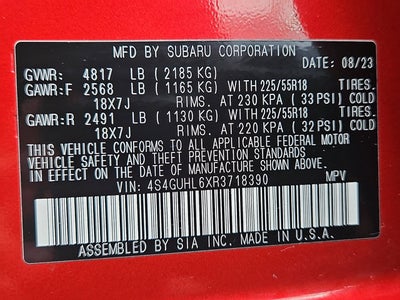 MFD BY SUBARU CORPORATION
DATE: 08/23
GVWR: 4817 LB (2185 KG)
GAWR:F 2568 LB (1165 KG) WITH 225/55R18 TIRES.
18X7J RIMS. AT 230 KPA (33 PSI) COLD
GAWR:R 2491 LB (1130 KG) WITH 225/55R18 TIRES.
18X7J RIMS. AT 220 KPA (32 PSI) COLD
THIS VEHICLE CONFORMS TO ALL APPLICABLE FEDERAL MOTOR
VEHICLE SAFETY AND THEFT PREVENTION STANDARDS
IN EFFECT ON THE DATE OF MANUFACTURE SHOWN ABOVE.
VIN: 4S4GUHL6XR3718390 MPV
ASSEMBLED BY SIA INC. MADE IN U.S.A.